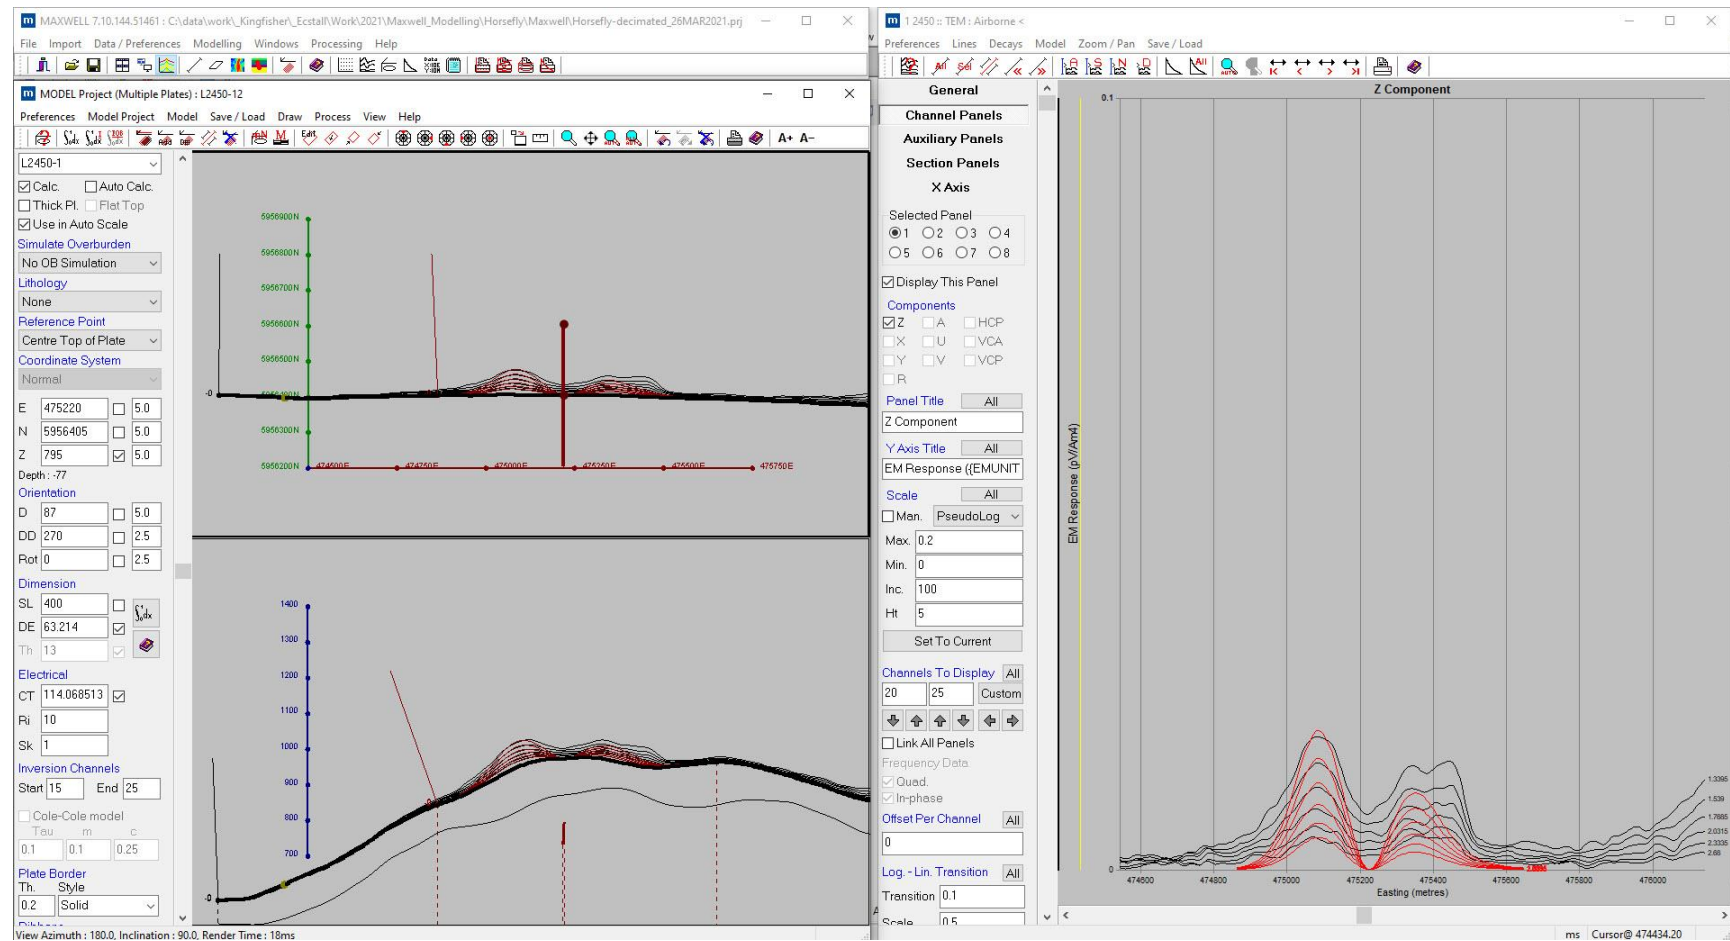 MAXWELL 7.10.144.51461 : C:\data\work\_Kingfisher\_Ecstall\Work\2021\Maxwell_Modelling\Horsefly\Maxwell\Horsefly-decimated_26MAR2021.prj
File Import Data / Preferences Modelling Windows Processing Help
MODEL Project (Multiple Plates) : L2450-12
Preferences Model Project Model Save / Load Draw Process View Help
A+ A−
L2450-1
Calc. Auto Calc.
Thick Pl. Flat Top
Use in Auto Scale
Simulate Overburden
No OB Simulation
Lithology
None
Reference Point
Centre Top of Plate
Coordinate System
Normal
E 475220 5.0
N 5956405 5.0
Z 795 5.0
Depth : -77
Orientation
D 87 5.0
DD 270 2.5
Rot 0 2.5
Dimension
SL 400
DE 63.214
Th 13
Electrical
CT 114.068513
Ri 10
Sk 1
Inversion Channels
Start 15 End 25
Cole-Cole model
Tau m c
0.1 0.1 0.25
Plate Border
Th. Style
0.2 Solid
View Azimuth : 180.0, Inclination : 90.0, Render Time : 18ms
5956900N
5956800N
5956700N
5956600N
5956500N
5956400N
5956300N
5956200N
474500E 474750E 475000E 475250E 475500E 475750E
-0
1400
1300
1200
1100
1000
900
800
700
-0
1 2450 :: TEM : Airborne <
Preferences Lines Decays Model Zoom / Pan Save / Load
General
Channel Panels
Auxiliary Panels
Section Panels
X Axis
Selected Panel
1 2 3 4
5 6 7 8
Display This Panel
Components
Z A HCP
X U VCA
Y V VCP
R
Panel Title All
Z Component
Y Axis Title All
EM Response ({EMUNIT
Scale All
Man. PseudoLog
Max. 0.2
Min. 0
Inc. 100
Ht 5
Set To Current
Channels To Display All
20 25 Custom
Link All Panels
Frequency Data
Quad.
In-phase
Offset Per Channel All
0
Log. - Lin. Transition All
Transition 0.1
Scale 0.5
Z Component
0.1
EM Response (pV/Am4)
0
1.3395
1.539
1.7685
2.0315
2.3335
2.68
474600 474800 475000 475200 475400 475600 475800 476000
Easting (metres)
ms Cursor@ 474434.20